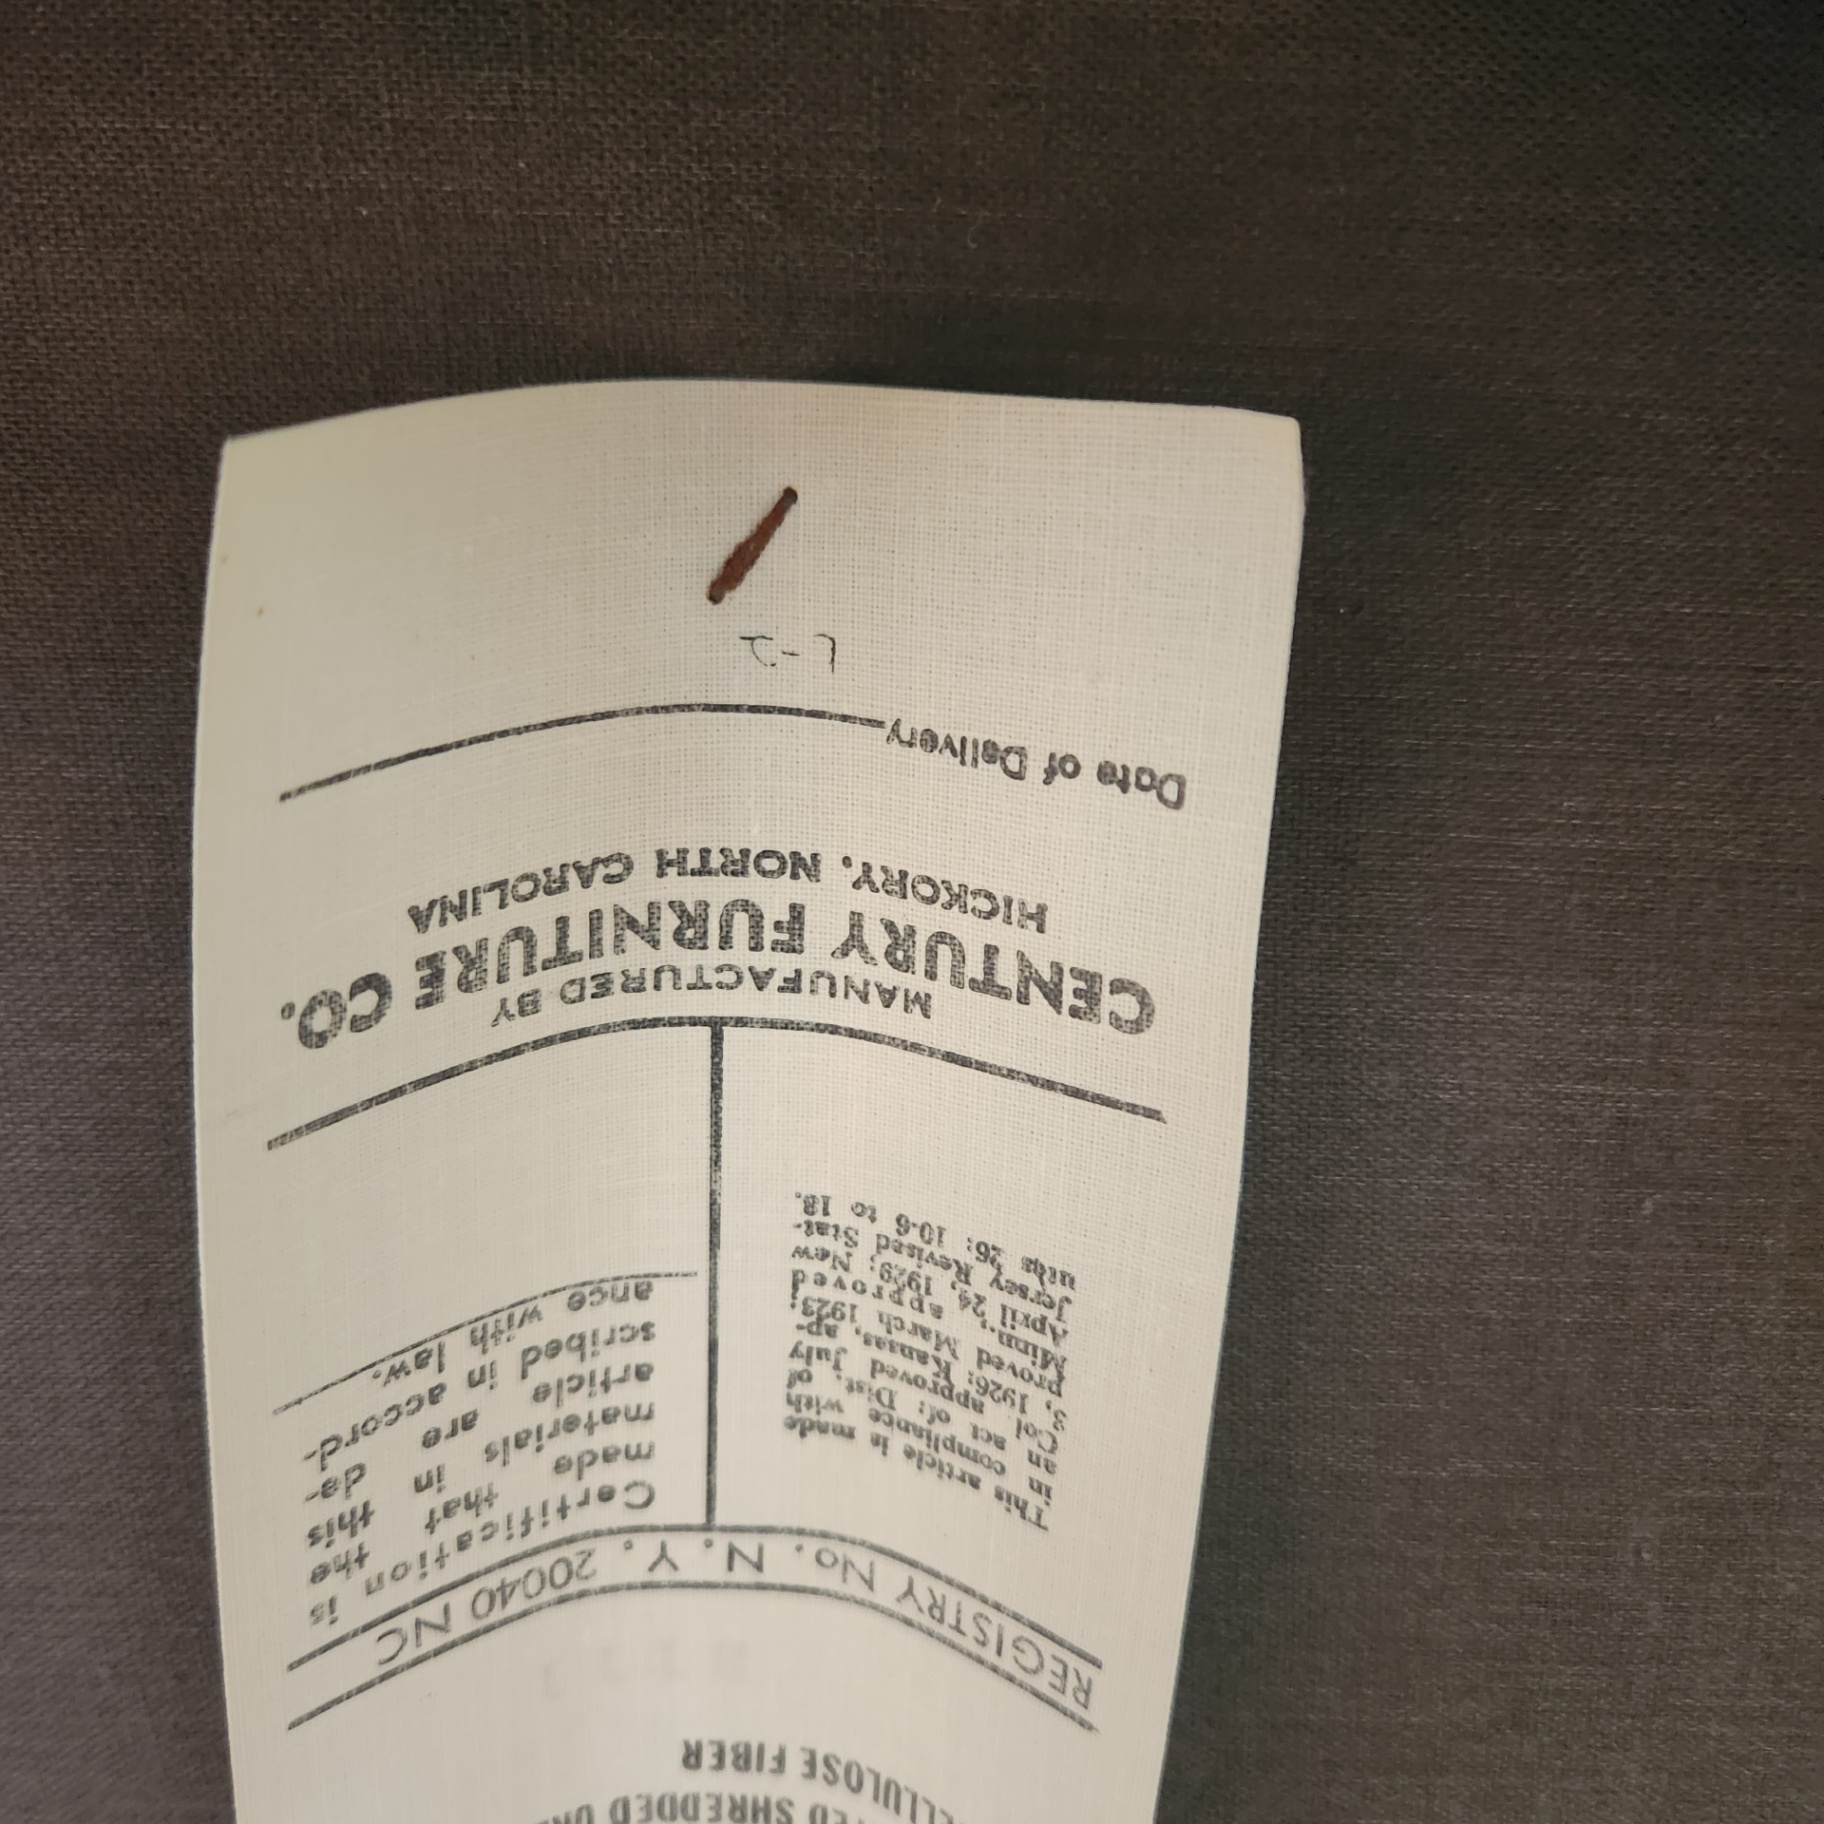 ED SHREDDED
ELLULOSE FIBER
REGISTRY No. N. Y. 20040 NC
This article is made
in compliance with
an act of: Dist. of
Col. approved July
3, 1926: Kansas, ap-
proved March 1923;
Minn., approved
April 24, 1929; New
Jersey Revised Stat-
utes 26: 10-6 to 18.
Certification is
made that the
materials in this
article are de-
scribed in accord-
ance with law.
MANUFACTURED BY
CENTURY FURNITURE CO.
HICKORY, NORTH CAROLINA
Date of Delivery